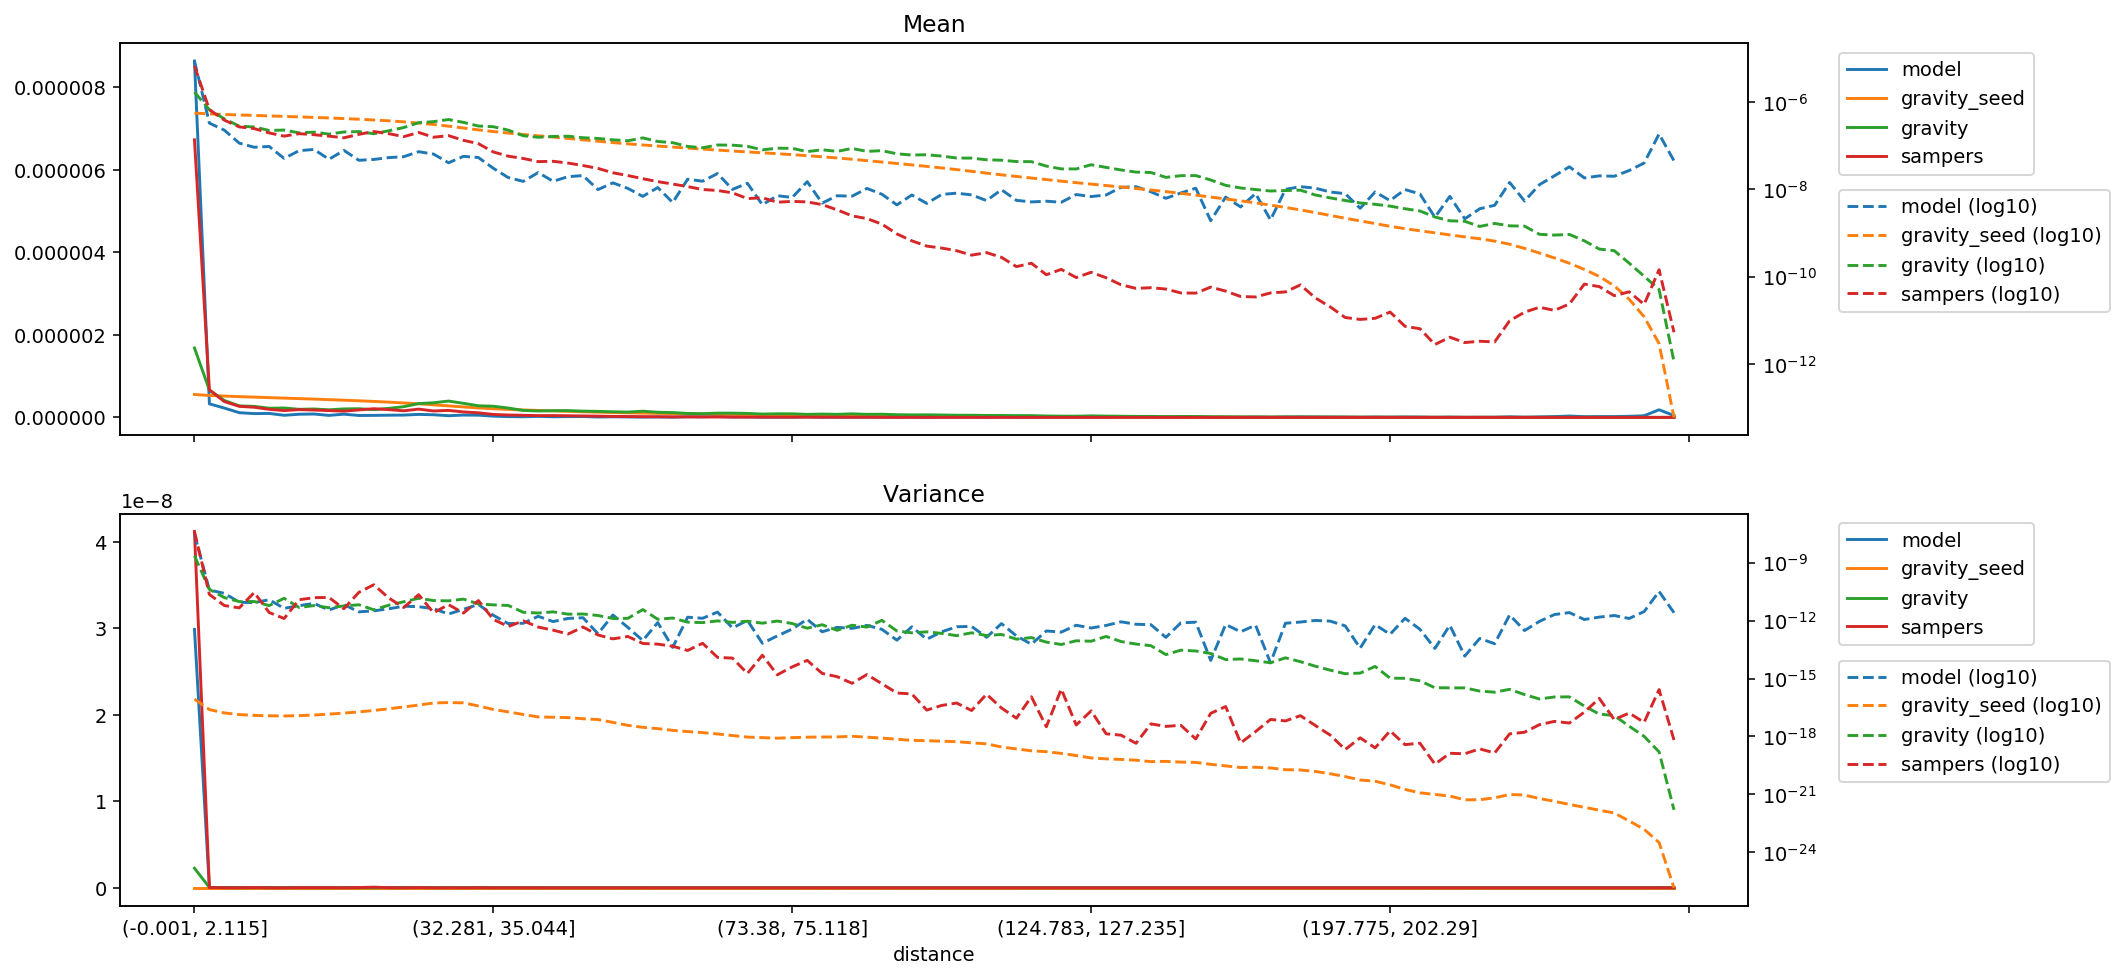 Mean
0.000008
0.000006
0.000004
0.000002
0.000000
10−6
10−8
10−10
10−12
model
gravity_seed
gravity
sampers
model (log10)
gravity_seed (log10)
gravity (log10)
sampers (log10)
Variance
1e−8
4
3
2
1
0
10−9
10−12
10−15
10−18
10−21
10−24
model
gravity_seed
gravity
sampers
model (log10)
gravity_seed (log10)
gravity (log10)
sampers (log10)
(-0.001, 2.115] (32.281, 35.044] (73.38, 75.118] (124.783, 127.235] (197.775, 202.29]
distance